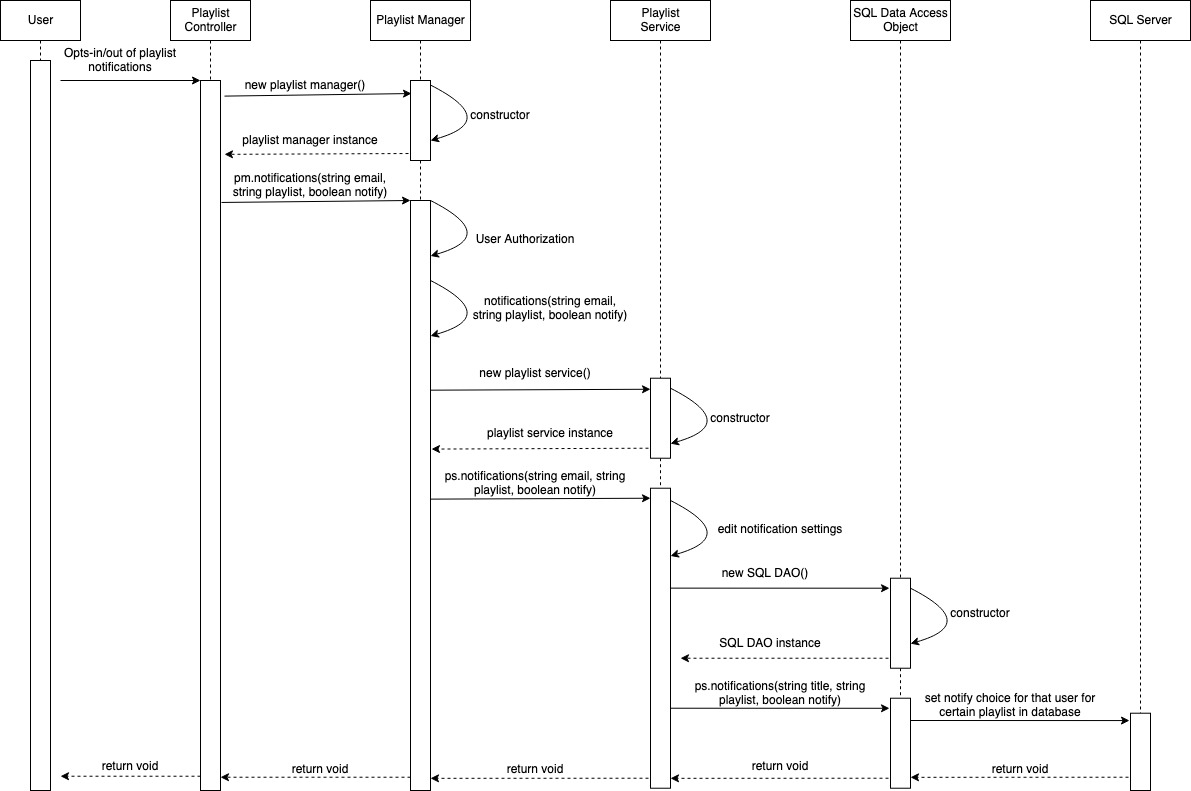 User
Playlist
Controller
Playlist Manager
Playlist
Service
SQL Data Access
Object
SQL Server
Opts-in/out of playlist
notifications
new playlist manager()
constructor
playlist manager instance
pm.notifications(string email,
string playlist, boolean notify)
User Authorization
notifications(string email,
string playlist, boolean notify)
new playlist service()
constructor
playlist service instance
ps.notifications(string email, string
playlist, boolean notify)
edit notification settings
new SQL DAO()
constructor
SQL DAO instance
ps.notifications(string title, string
playlist, boolean notify)
set notify choice for that user for
certain playlist in database
return void
return void
return void
return void
return void